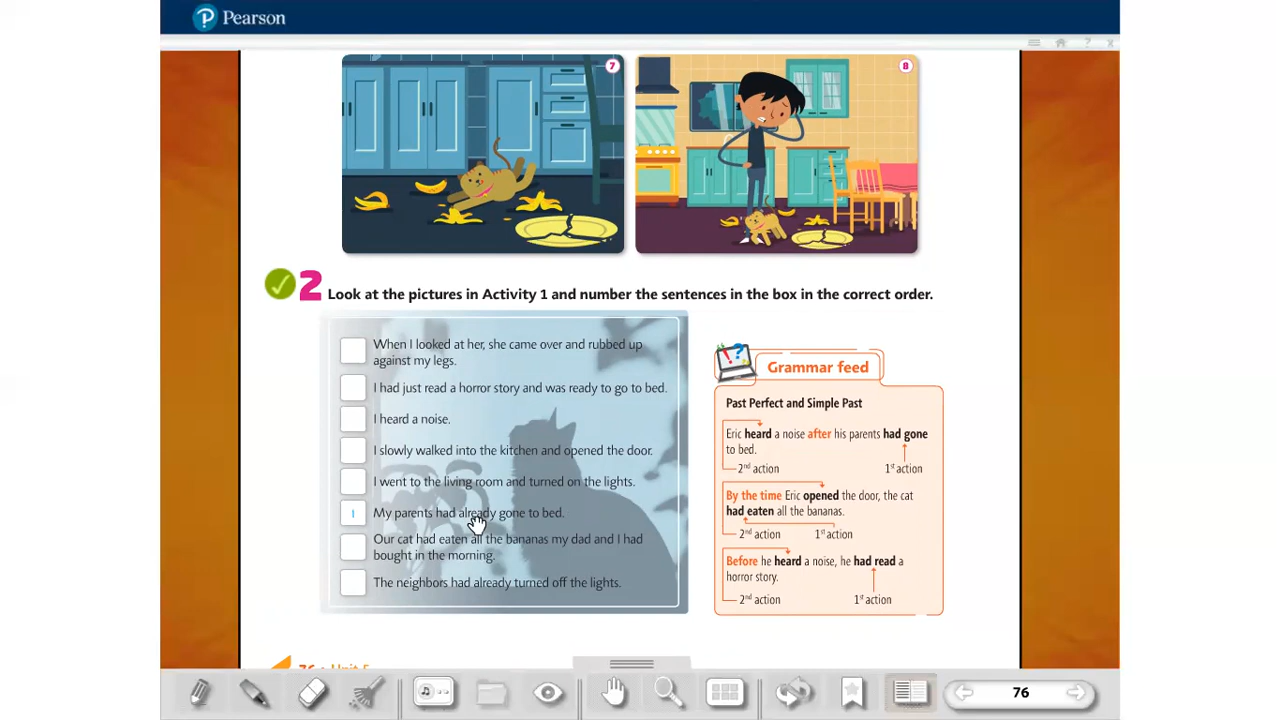 Pearson
7
8
2 Look at the pictures in Activity 1 and number the sentences in the box in the correct order.
When I looked at her, she came over and rubbed up
against my legs.
I had just read a horror story and was ready to go to bed.
I heard a noise.
I slowly walked into the kitchen and opened the door.
I went to the living room and turned on the lights.
1 My parents had already gone to bed.
Our cat had eaten all the bananas my dad and I had
bought in the morning.
The neighbors had already turned off the lights.
Grammar feed
Past Perfect and Simple Past
Eric heard a noise after his parents had gone
to bed.
2nd action 1st action
By the time Eric opened the door, the cat
had eaten all the bananas.
2nd action 1st action
Before he heard a noise, he had read a
horror story.
2nd action 1st action
76 • Unit 5
76